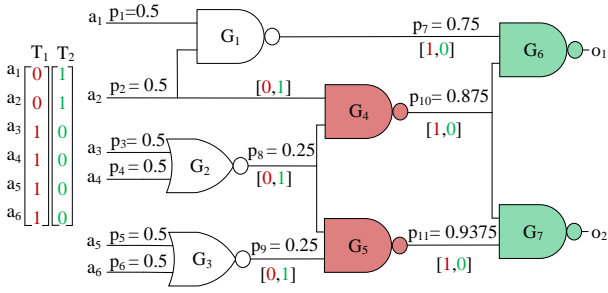 T₁ T₂
a₁ 0 1
a₂ 0 1
a₃ 1 0
a₄ 1 0
a₅ 1 0
a₆ 1 0
a₁ p₁=0.5
G₁
p₇ = 0.75
[1,0]
G₆
o₁
a₂ p₂ = 0.5
[0,1]
G₄
p₁₀ = 0.875
[1,0]
a₃ p₃= 0.5
a₄ p₄= 0.5
G₂
p₈ = 0.25
[0,1]
a₅ p₅ = 0.5
a₆ p₆ = 0.5
G₃
p₉ = 0.25
[0,1]
G₅
p₁₁= 0.9375
[1,0]
G₇
o₂